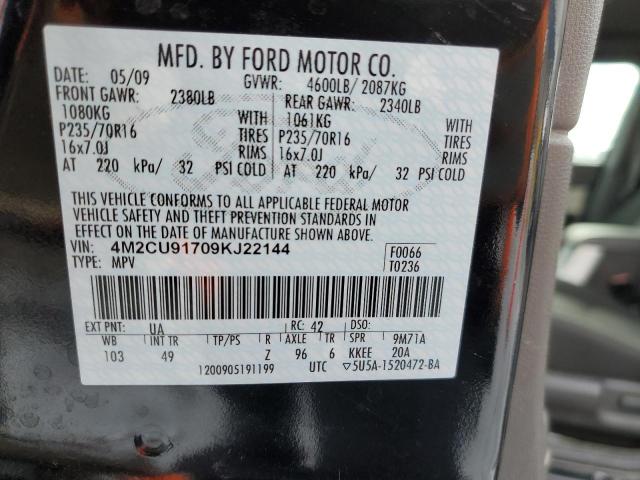 MFD. BY FORD MOTOR CO.
DATE: 05/09 GVWR: 4600LB/ 2087KG
FRONT GAWR: 2380LB REAR GAWR: 2340LB
1080KG WITH 1061KG WITH
P235/70R16 TIRES P235/70R16 TIRES
16x7.0J RIMS 16x7.0J RIMS
AT 220 kPa/ 32 PSI COLD AT 220 kPa/ 32 PSI COLD
THIS VEHICLE CONFORMS TO ALL APPLICABLE FEDERAL MOTOR
VEHICLE SAFETY AND THEFT PREVENTION STANDARDS IN
EFFECT ON THE DATE OF MANUFACTURE SHOWN ABOVE.
VIN: 4M2CU91709KJ22144 F0066
TYPE: MPV T0236
EXT PNT: UA RC: 42 DSO:
WB INT TR TP/PS R AXLE TR SPR 9M71A
103 49 Z 96 6 KKEE 20A
1200905191199 UTC ▽5U5A-1520472-BA